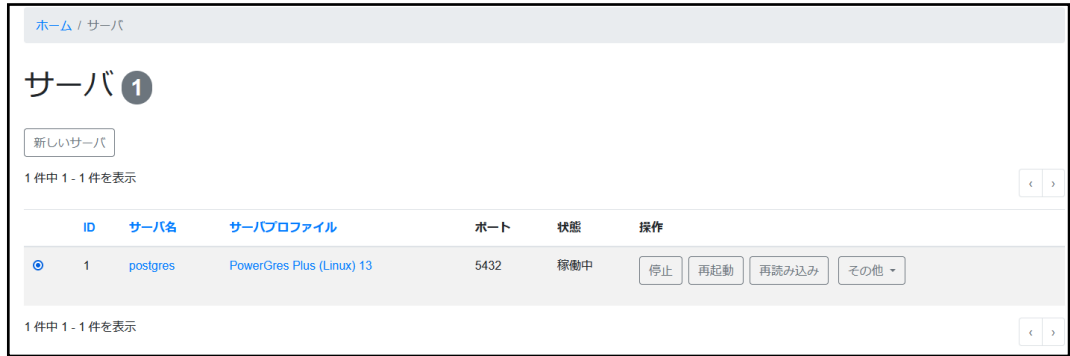 ホーム / サーバ
サーバ 1
新しいサーバ
1 件中 1 - 1 件を表示
‹ ›
ID サーバ名 サーバプロファイル ポート 状態 操作
1 postgres PowerGres Plus (Linux) 13 5432 稼働中 停止 再起動 再読み込み その他
1 件中 1 - 1 件を表示
‹ ›